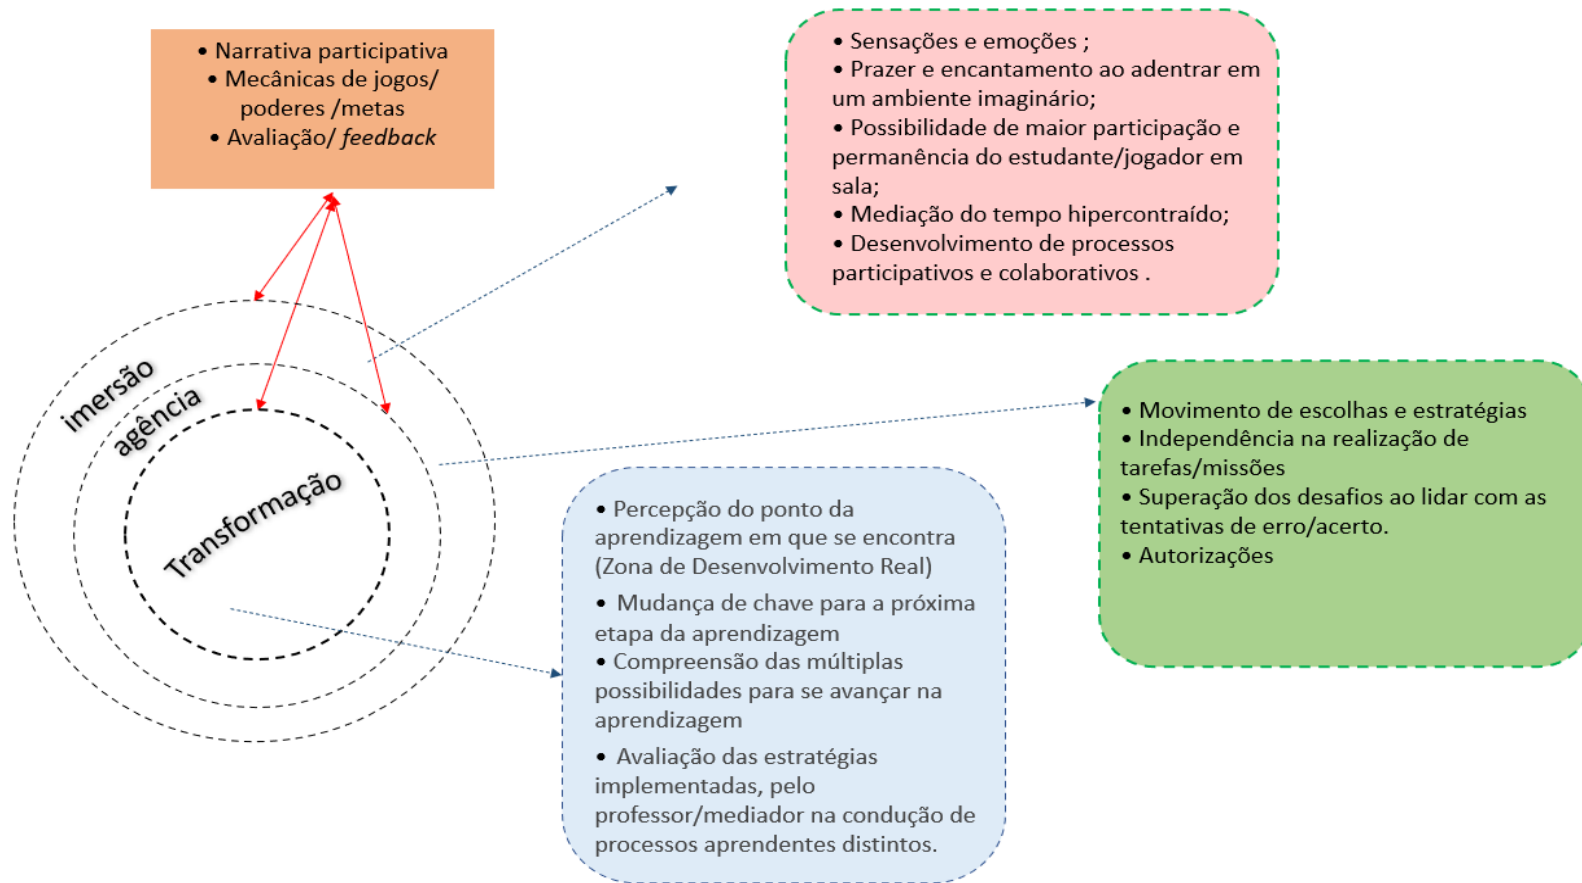 • Narrativa participativa
• Mecânicas de jogos/
poderes /metas
• Avaliação/ feedback
• Sensações e emoções ;
• Prazer e encantamento ao adentrar em
um ambiente imaginário;
• Possibilidade de maior participação e
permanência do estudante/jogador em
sala;
• Mediação do tempo hipercontraído;
• Desenvolvimento de processos
participativos e colaborativos .
imersão
agência
Transformação
• Movimento de escolhas e estratégias
• Independência na realização de
tarefas/missões
• Superação dos desafios ao lidar com as
tentativas de erro/acerto.
• Autorizações
• Percepção do ponto da
aprendizagem em que se encontra
(Zona de Desenvolvimento Real)
• Mudança de chave para a próxima
etapa da aprendizagem
• Compreensão das múltiplas
possibilidades para se avançar na
aprendizagem
• Avaliação das estratégias
implementadas, pelo
professor/mediador na condução de
processos aprendentes distintos.